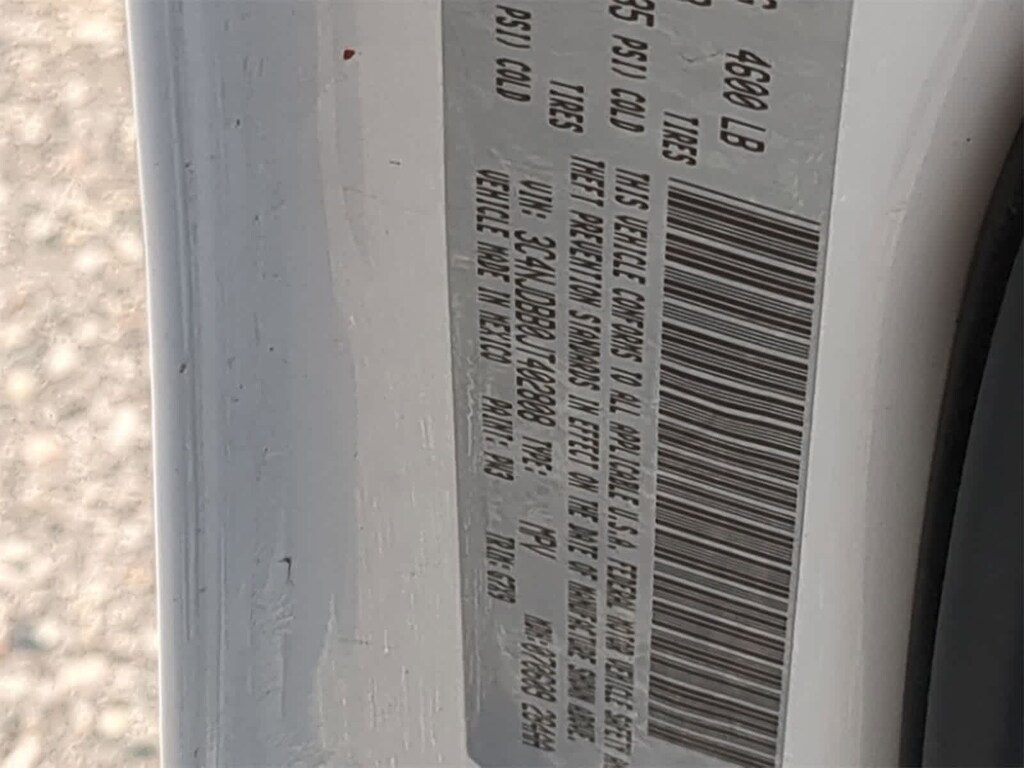 4600 LB
TIRES
35 PSI) COLD
TIRES
PSI) COLD
THIS VEHICLE CONFORMS TO ALL APPLICABLE U.S.A. FEDERAL MOTOR VEHICLE SAFETY
THEFT PREVENTION STANDARDS IN EFFECT ON THE DATE OF MANUFACTURE SHOWN ABOVE.
VIN: 3C4NJDBB0JT402808 TYPE: MPV
VEHICLE MADE IN MEXICO PAINT: PW3